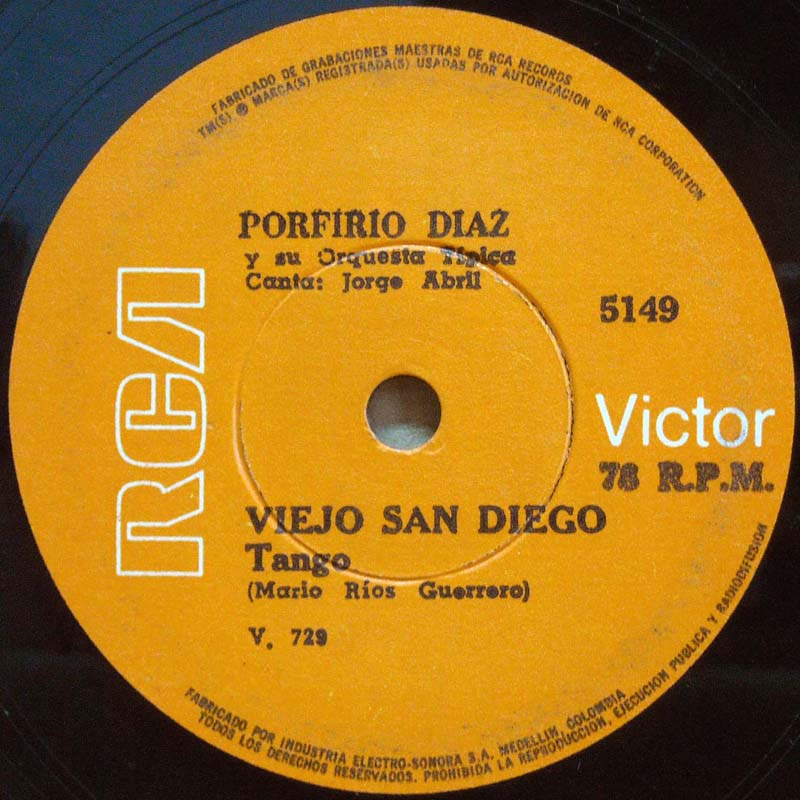 FABRICADO DE GRABACIONES MAESTRAS DE RCA RECORDS
TM(S) ® MARCA(S) REGISTRADA(S) USADAS POR AUTORIZACION DE RCA CORPORATION
PORFIRIO DIAZ
y su Orquesta Típica
Canta: Jorge Abril
5149
RCA
Victor
78 R.P.M.
VIEJO SAN DIEGO
Tango
(Mario Ríos Guerrero)
V. 729
FABRICADO POR INDUSTRIA ELECTRO-SONORA S.A. MEDELLIN COLOMBIA
TODOS LOS DERECHOS RESERVADOS. PROHIBIDA LA REPRODUCCION, EJECUCION PUBLICA Y RADIODIFUSION